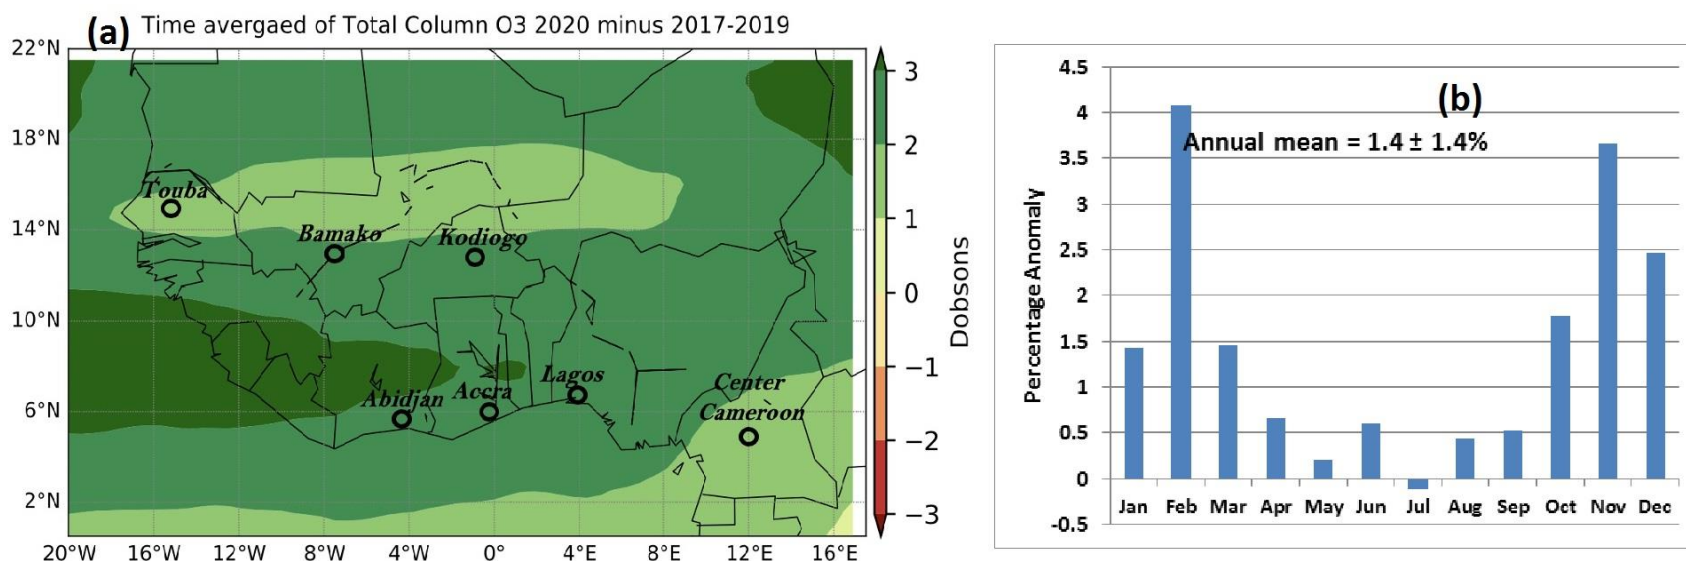 (a) Time avergaed of Total Column O3 2020 minus 2017-2019
22°N
18°N
14°N
10°N
6°N
2°N
20°W 16°W 12°W 8°W 4°W 0° 4°E 8°E 12°E 16°E
Touba
Bamako
Kodiogo
Abidjan
Accra
Lagos
Center
Cameroon
3
2
1
0
−1
−2
−3
Dobsons
(b)
Annual mean = 1.4 ± 1.4%
Percentage Anomaly
4.5
4
3.5
3
2.5
2
1.5
1
0.5
0
-0.5
Jan Feb Mar Apr May Jun Jul Aug Sep Oct Nov Dec